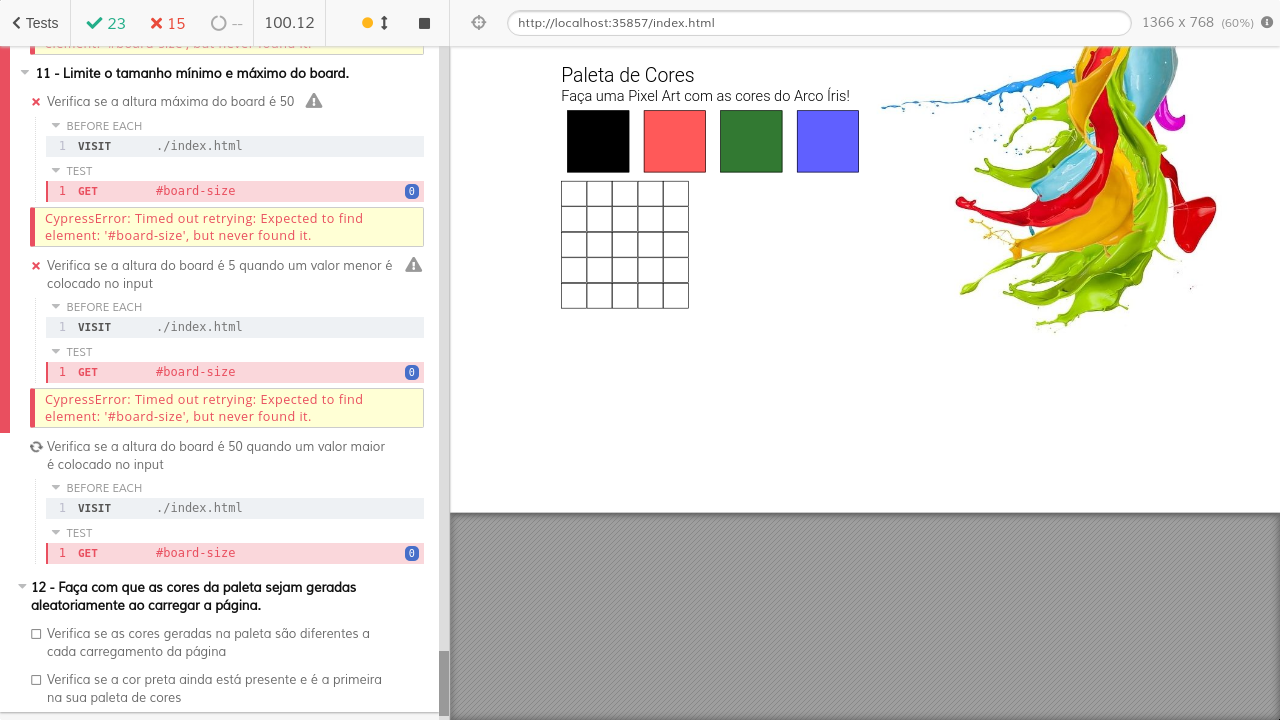 Tests
23
15
--
100.12
http://localhost:35857/index.html
1366 x 768 (60%)
element: '#board-size', but never found it.
11 - Limite o tamanho mínimo e máximo do board.
Verifica se a altura máxima do board é 50
BEFORE EACH
1 VISIT ./index.html
TEST
1 GET #board-size 0
CypressError: Timed out retrying: Expected to find
element: '#board-size', but never found it.
Verifica se a altura do board é 5 quando um valor menor é
colocado no input
BEFORE EACH
1 VISIT ./index.html
TEST
1 GET #board-size 0
CypressError: Timed out retrying: Expected to find
element: '#board-size', but never found it.
Verifica se a altura do board é 50 quando um valor maior
é colocado no input
BEFORE EACH
1 VISIT ./index.html
TEST
1 GET #board-size 0
12 - Faça com que as cores da paleta sejam geradas
aleatoriamente ao carregar a página.
Verifica se as cores geradas na paleta são diferentes a
cada carregamento da página
Verifica se a cor preta ainda está presente e é a primeira
na sua paleta de cores
Paleta de Cores
Faça uma Pixel Art com as cores do Arco Íris!